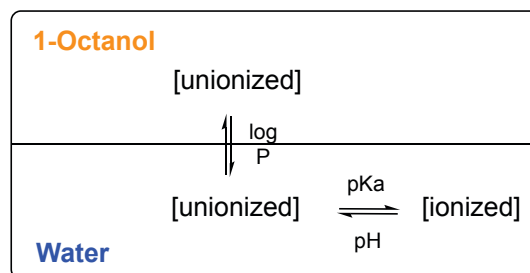 1-Octanol
[unionized]
log
P
[unionized]
pKa
[ionized]
pH
Water